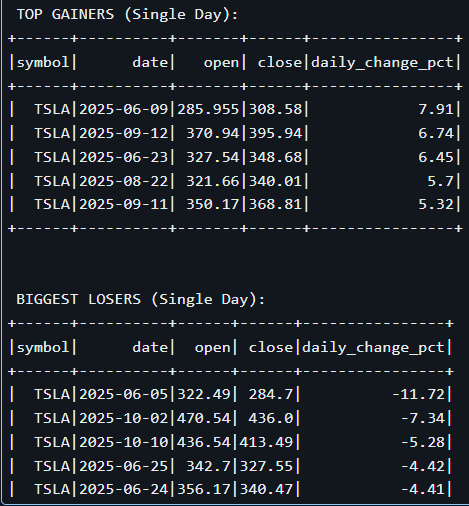 TOP GAINERS (Single Day):
+------+----------+-------+------+----------------+
|symbol|      date|   open| close|daily_change_pct|
+------+----------+-------+------+----------------+
|  TSLA|2025-06-09|285.955|308.58|            7.91|
|  TSLA|2025-09-12| 370.94|395.94|            6.74|
|  TSLA|2025-06-23| 327.54|348.68|            6.45|
|  TSLA|2025-08-22| 321.66|340.01|             5.7|
|  TSLA|2025-09-11| 350.17|368.81|            5.32|
+------+----------+-------+------+----------------+
BIGGEST LOSERS (Single Day):
+------+----------+------+------+----------------+
|symbol|      date|  open| close|daily_change_pct|
+------+----------+------+------+----------------+
|  TSLA|2025-06-05|322.49| 284.7|          -11.72|
|  TSLA|2025-10-02|470.54| 436.0|           -7.34|
|  TSLA|2025-10-10|436.54|413.49|           -5.28|
|  TSLA|2025-06-25| 342.7|327.55|           -4.42|
|  TSLA|2025-06-24|356.17|340.47|           -4.41|